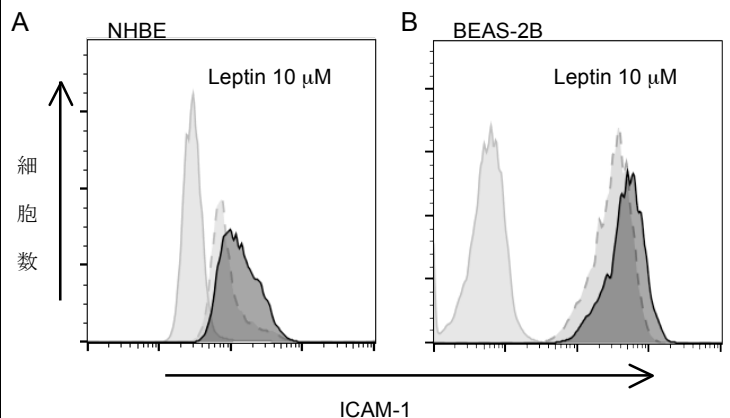 A
NHBE
Leptin 10 μM
B
BEAS-2B
Leptin 10 μM
細胞数
ICAM-1